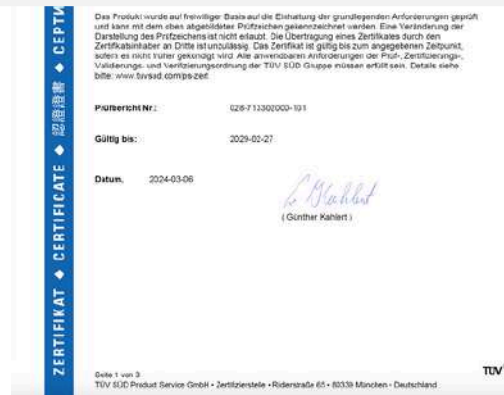 Das Produkt wurde auf freiwilliger Basis auf die Einhaltung der grundlegenden Anforderungen geprüft
und kann mit dem oben abgebildeten Prüfzeichen gekennzeichnet werden. Eine Veränderung der
Darstellung des Prüfzeichens ist nicht erlaubt. Die Übertragung eines Zertifikates durch den
Zertifikatsinhaber an Dritte ist unzulässig. Das Zertifikat ist gültig bis zum angegebenen Zeitpunkt,
sofern es nicht früher gekündigt wird. Alle anwendbaren Anforderungen der Prüf-, Zertifizierungs-,
Validierungs- und Verifizierungsordnung der TÜV SÜD Gruppe müssen erfüllt sein. Details siehe
bitte: www.tuvsud.com/ps-zert
Prüfbericht Nr.:
Gültig bis: 2029-02-27
Datum, 2024-03-06
( Günther Kahlert )
Seite 1 von 3
TÜV SÜD Product Service GmbH • Zertifizierstelle • Ridlerstraße 65 • 80339 München • Deutschland
TÜV
ZERTIFIKAT ◆ CERTIFICATE ◆ 認證證書 ◆